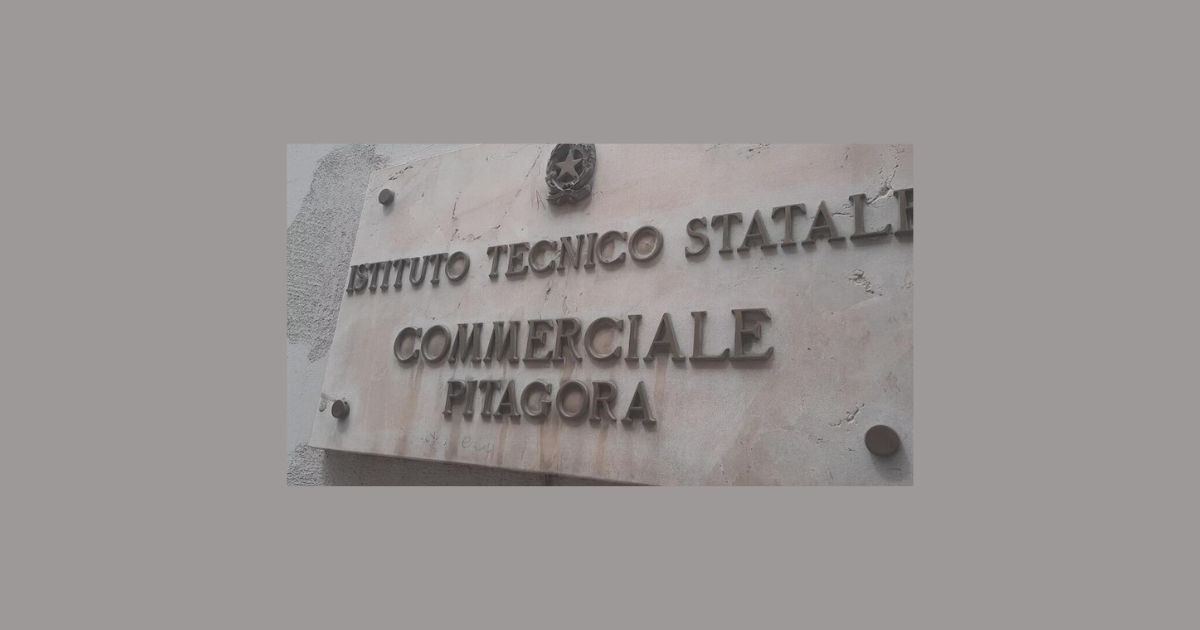 ISTITUTO TECNICO STATALE
COMMERCIALE
PITAGORA